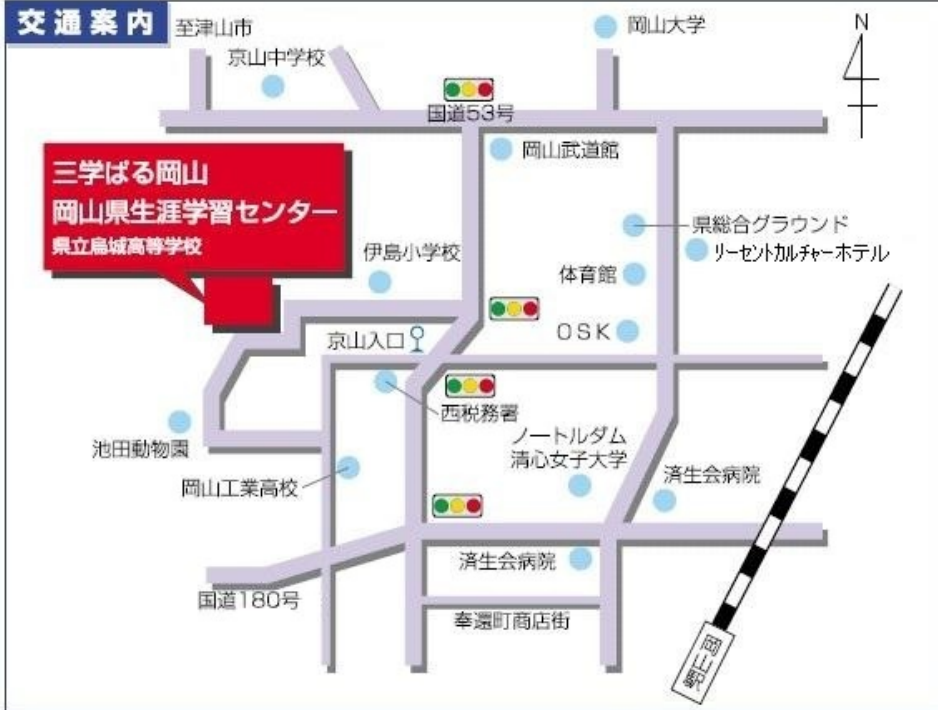 交通案内
至津山市
岡山大学
N
京山中学校
国道53号
岡山武道館
三学ばる岡山
岡山県生涯学習センター
県立烏城高等学校
県総合グラウンド
リーセントカルチャーホテル
伊島小学校
体育館
OSK
京山入口
西税務署
池田動物園
ノートルダム
清心女子大学
岡山工業高校
済生会病院
済生会病院
国道180号
奉還町商店街
岡山駅